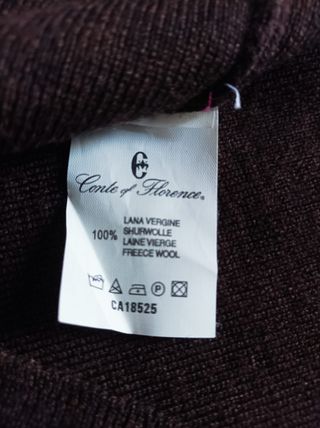 Conte of Florence®
LANA VERGINE
100% SHURWOLLE
LAINE VIERGE
FREECE WOOL
P
CA18525